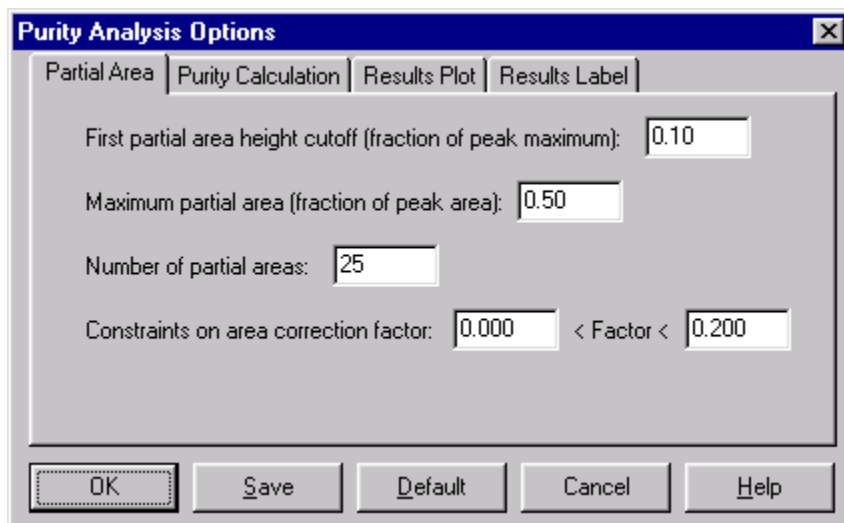 Purity Analysis Options
Partial Area Purity Calculation Results Plot Results Label
First partial area height cutoff (fraction of peak maximum): 0.10
Maximum partial area (fraction of peak area): 0.50
Number of partial areas: 25
Constraints on area correction factor: 0.000 < Factor < 0.200
OK Save Default Cancel Help